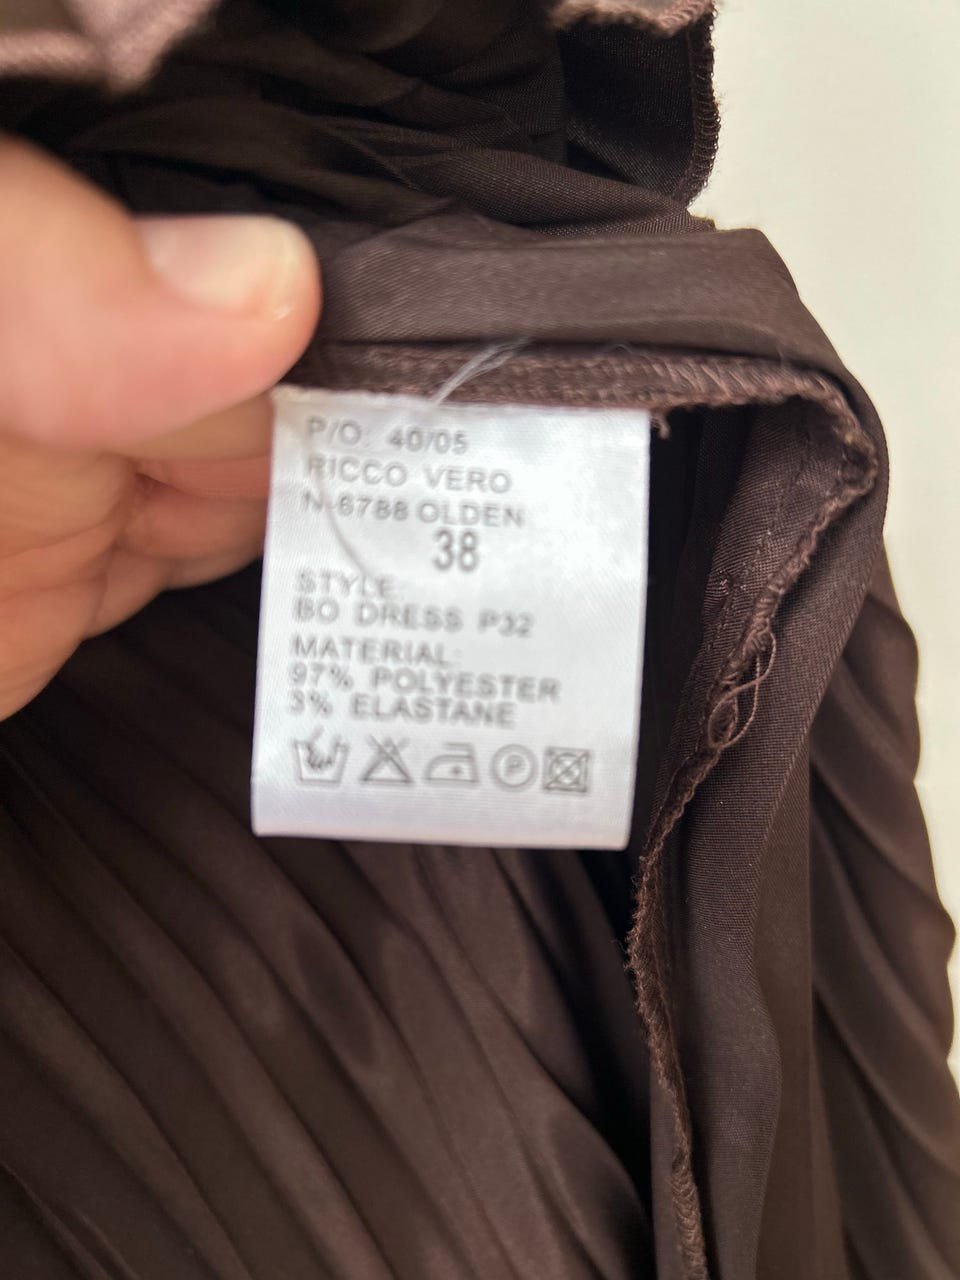 P/O: 40/05
RICCO VERO
N-6788 OLDEN
38
STYLE:
BO DRESS P32
MATERIAL:
97% POLYESTER
3% ELASTANE
P